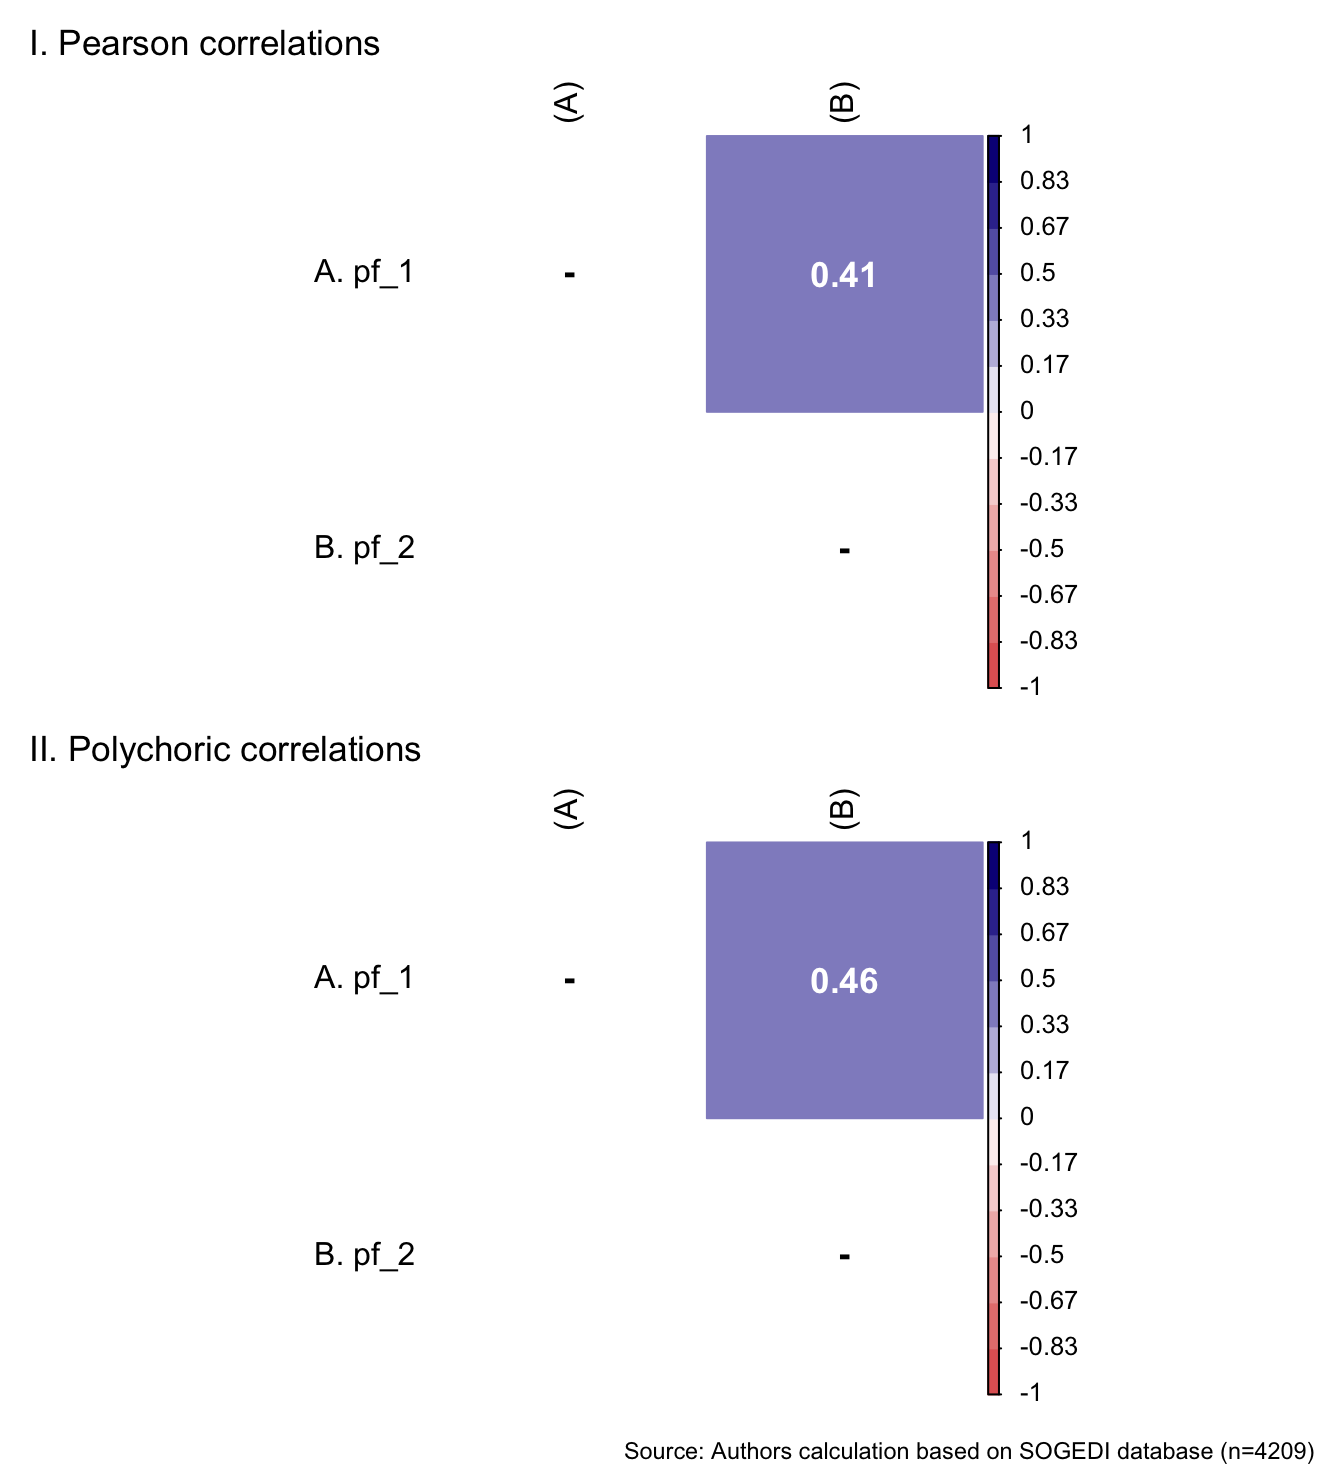 I. Pearson correlations
(A)
(B)
A. pf_1
-
0.41
B. pf_2
-
1
0.83
0.67
0.5
0.33
0.17
0
-0.17
-0.33
-0.5
-0.67
-0.83
-1
II. Polychoric correlations
(A)
(B)
A. pf_1
-
0.46
B. pf_2
-
1
0.83
0.67
0.5
0.33
0.17
0
-0.17
-0.33
-0.5
-0.67
-0.83
-1
Source: Authors calculation based on SOGEDI database (n=4209)